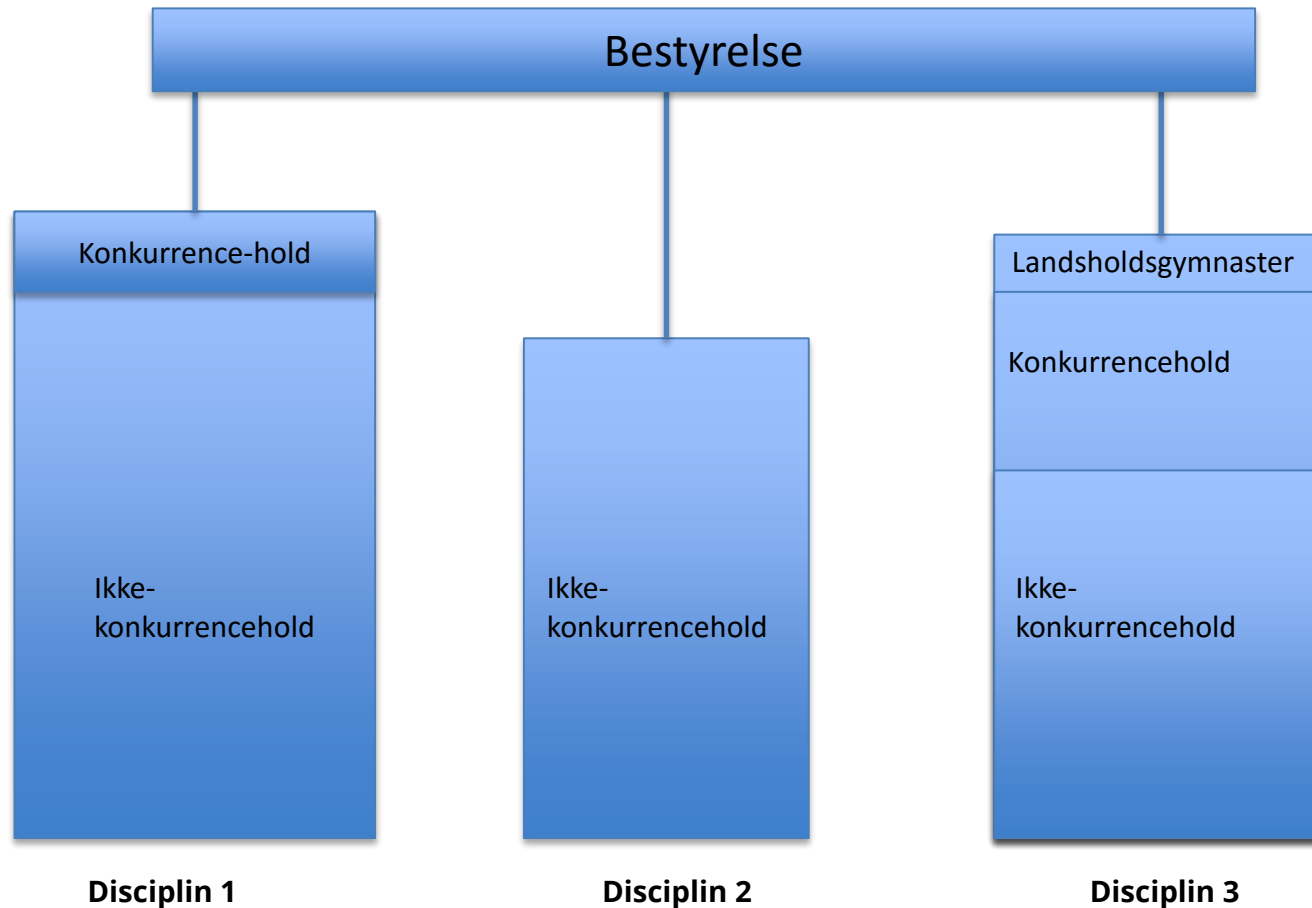 Bestyrelse
Konkurrence-hold
Ikke-
konkurrencehold
Ikke-
konkurrencehold
Landsholdsgymnaster
Konkurrencehold
Ikke-
konkurrencehold
Disciplin 1
Disciplin 2
Disciplin 3